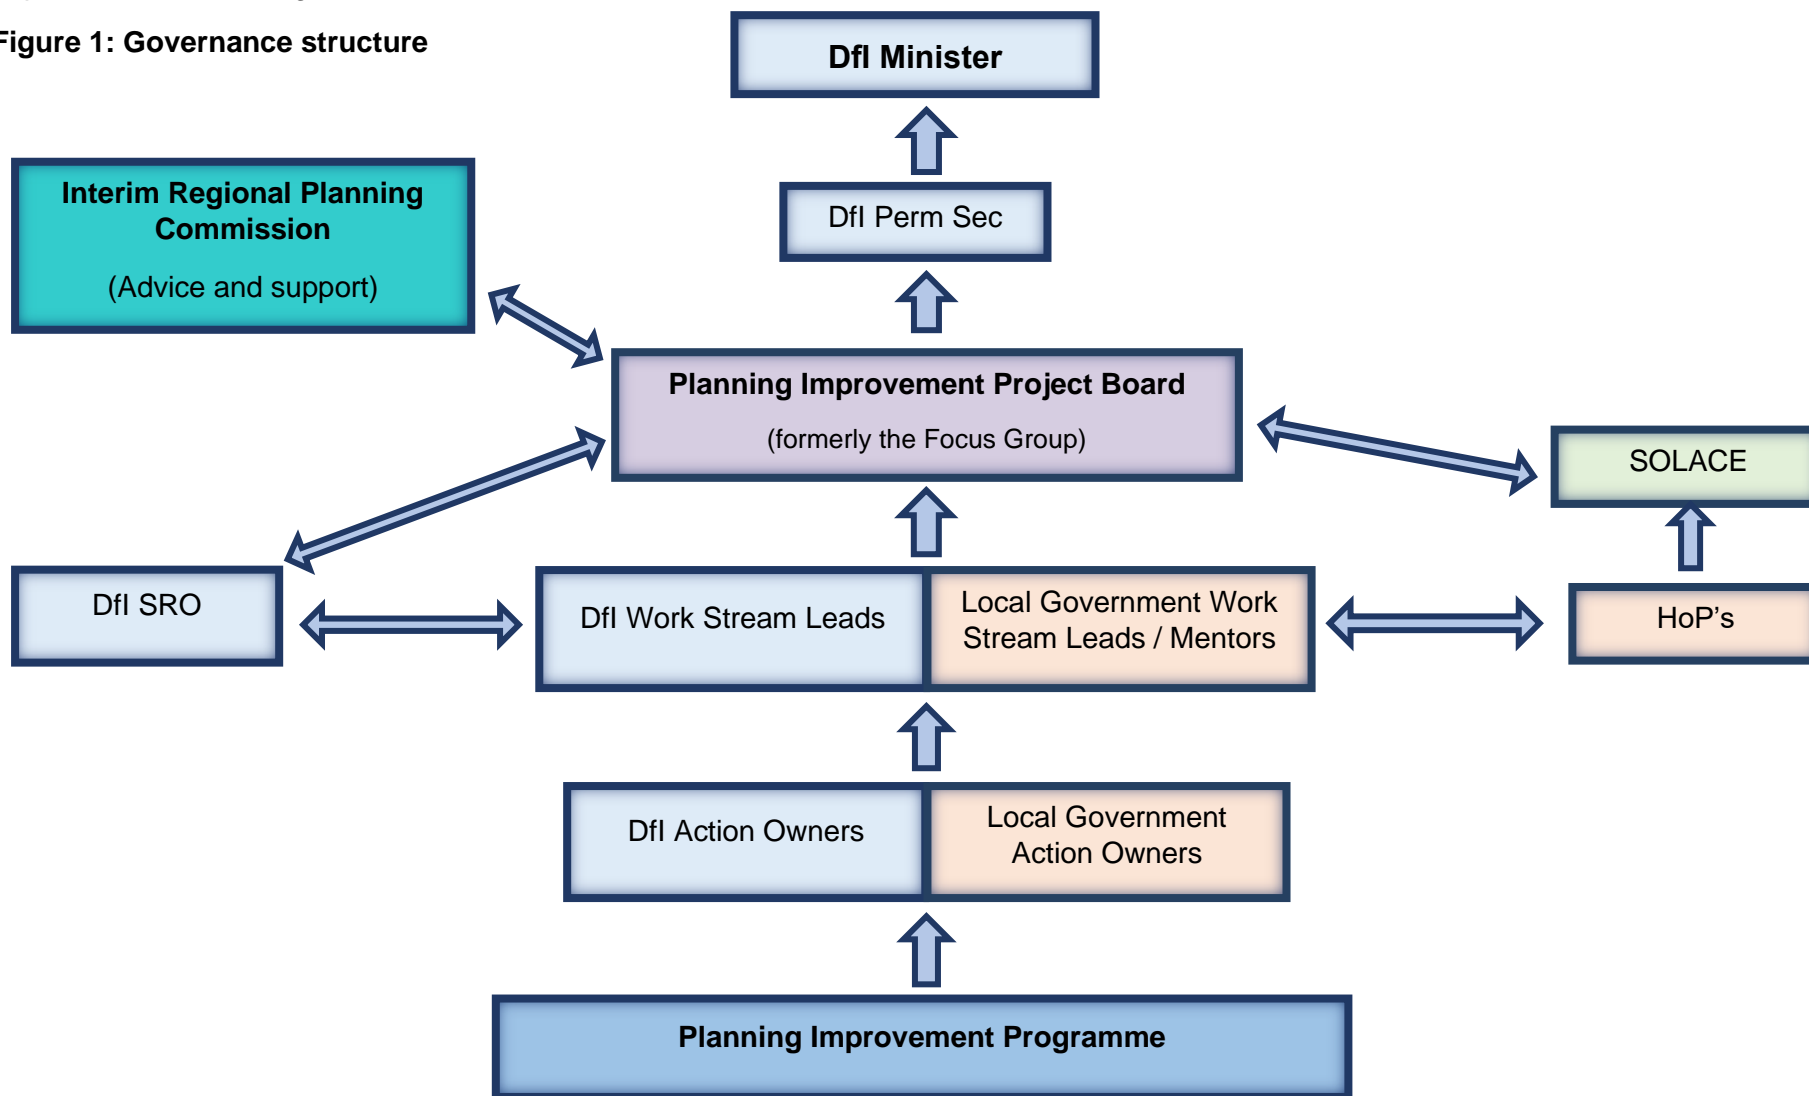 Figure 1: Governance structure
DfI Minister
Interim Regional Planning
Commission
(Advice and support)
DfI Perm Sec
Planning Improvement Project Board
(formerly the Focus Group)
SOLACE
DfI SRO
DfI Work Stream Leads
Local Government Work
Stream Leads / Mentors
HoP's
DfI Action Owners
Local Government
Action Owners
Planning Improvement Programme